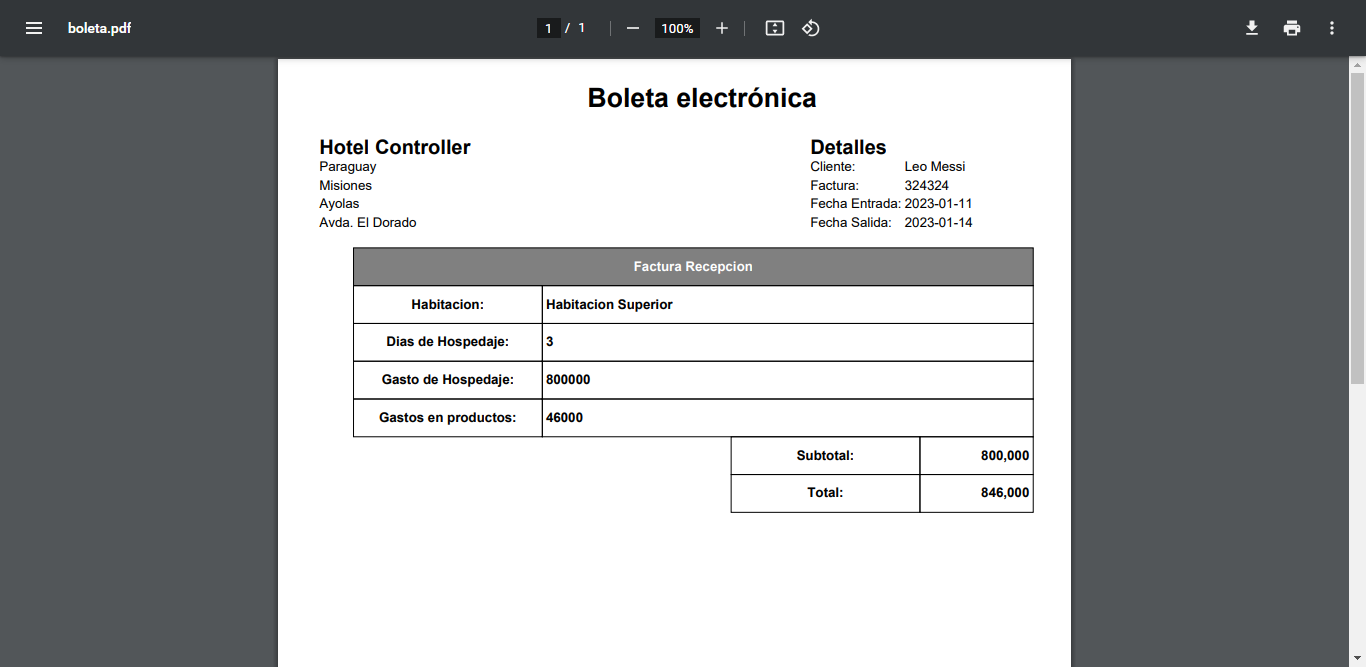 boleta.pdf
1 / 1
100%
Boleta electrónica
Hotel Controller
Paraguay
Misiones
Ayolas
Avda. El Dorado
Detalles
Cliente: Leo Messi
Factura: 324324
Fecha Entrada: 2023-01-11
Fecha Salida: 2023-01-14
Factura Recepcion
Habitacion: Habitacion Superior
Dias de Hospedaje: 3
Gasto de Hospedaje: 800000
Gastos en productos: 46000
Subtotal: 800,000
Total: 846,000